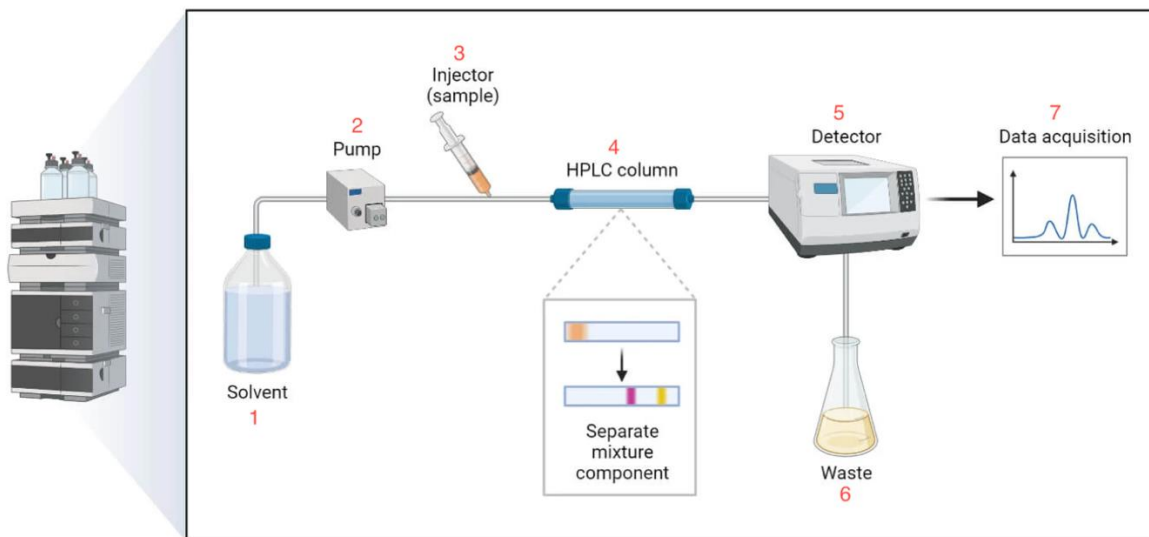 3
Injector
(sample)
2
Pump
4
HPLC column
5
Detector
7
Data acquisition
Solvent
1
Separate
mixture
component
Waste
6